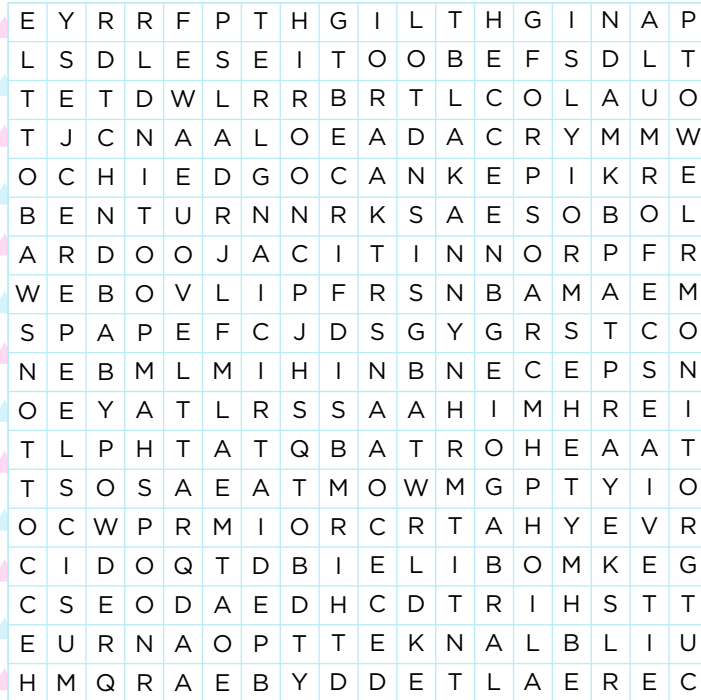 E Y R R F P T H G I L T H G I N A P
L S D L E S E I T O O B E F S D L T
T E T D W L R R B R T L C O L A U O
T J C N A A L O E A D A C R Y M M W
O C H I E D G O C A N K E P I K R E
B E N T U R N N R K S A E S O B O L
A R D O O J A C I T I N N O R P F R
W E B O V L I P F R S N B A M A E M
S P A P E F C J D S G Y G R S T C O
N E B M L M I H I N B N E C E P S N
O E Y A T L R S S A A H I M H R E I
T L P H T A T Q B A T R O H E A A T
T S O S A E A T M O W M G P T Y I O
O C W P R M I O R C R T A H Y E V R
C I D O Q T D B I E L I B O M K E G
C S E O D A E D H C D T R I H S T T
E U R N A O P T T E K N A L B L I U
H M Q R A E B Y D D E T L A E R E C